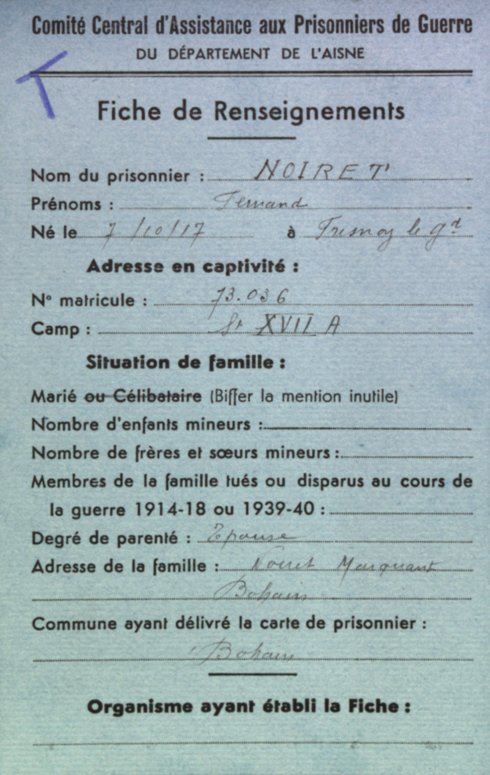 Comité Central d'Assistance aux Prisonniers de Guerre
DU DÉPARTEMENT DE L'AISNE
T
Fiche de Renseignements
Nom du prisonnier : NOIRET
Prénoms : Fernand
Né le 7/10/17 à Fresnoy le gd
Adresse en captivité :
No matricule : 73.036
Camp : St XVII A
Situation de famille :
Marié ou Célibataire (Biffer la mention inutile)
Nombre d'enfants mineurs :
Nombre de frères et sœurs mineurs :
Membres de la famille tués ou disparus au cours de
la guerre 1914-18 ou 1939-40 :
Degré de parenté : Epouse
Adresse de la famille : Noiret Marquant
Bohain
Commune ayant délivré la carte de prisonnier :
Bohain
Organisme ayant établi la Fiche :